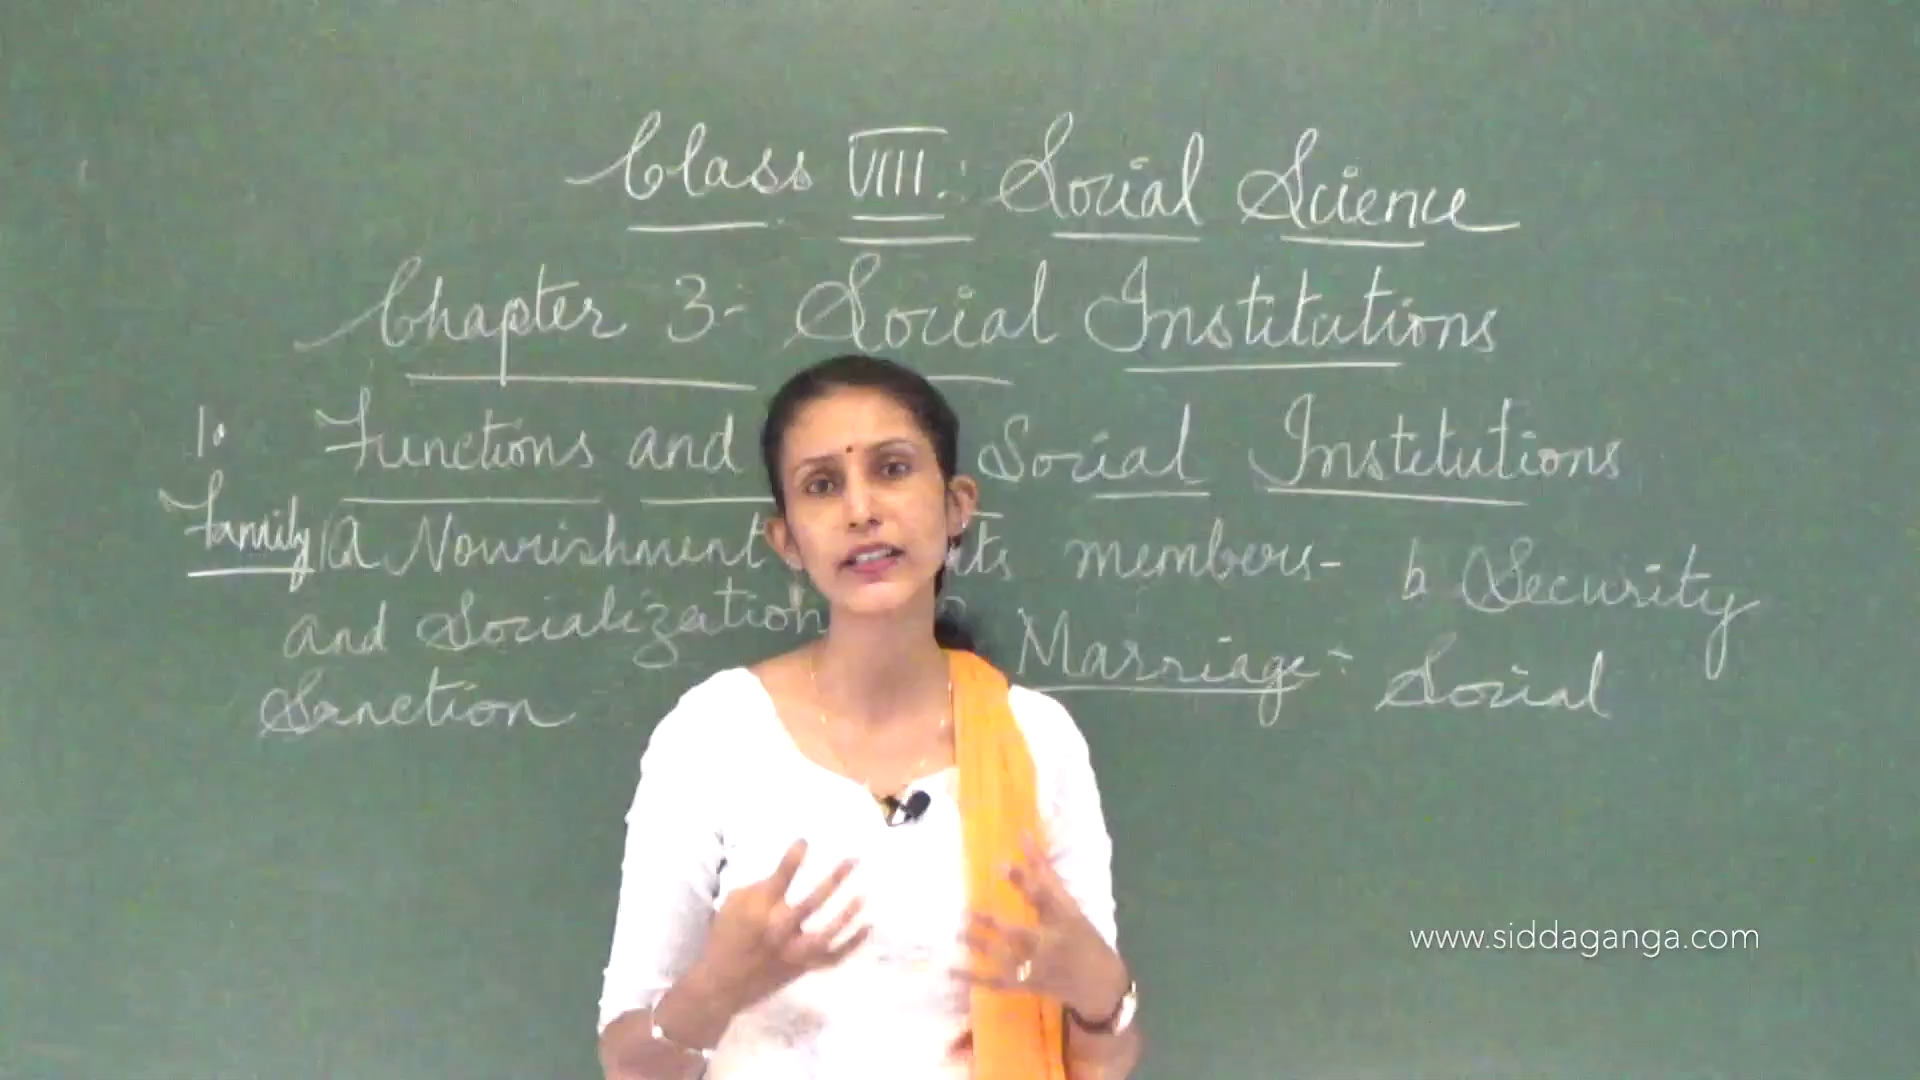 Class VIII.: Social Science
Chapter 3:- Social Institutions
1. Functions and Social Institutions
Family a Nourishment its members- b Security
and Socialization Marriage:- Social
Sanction
www.siddaganga.com